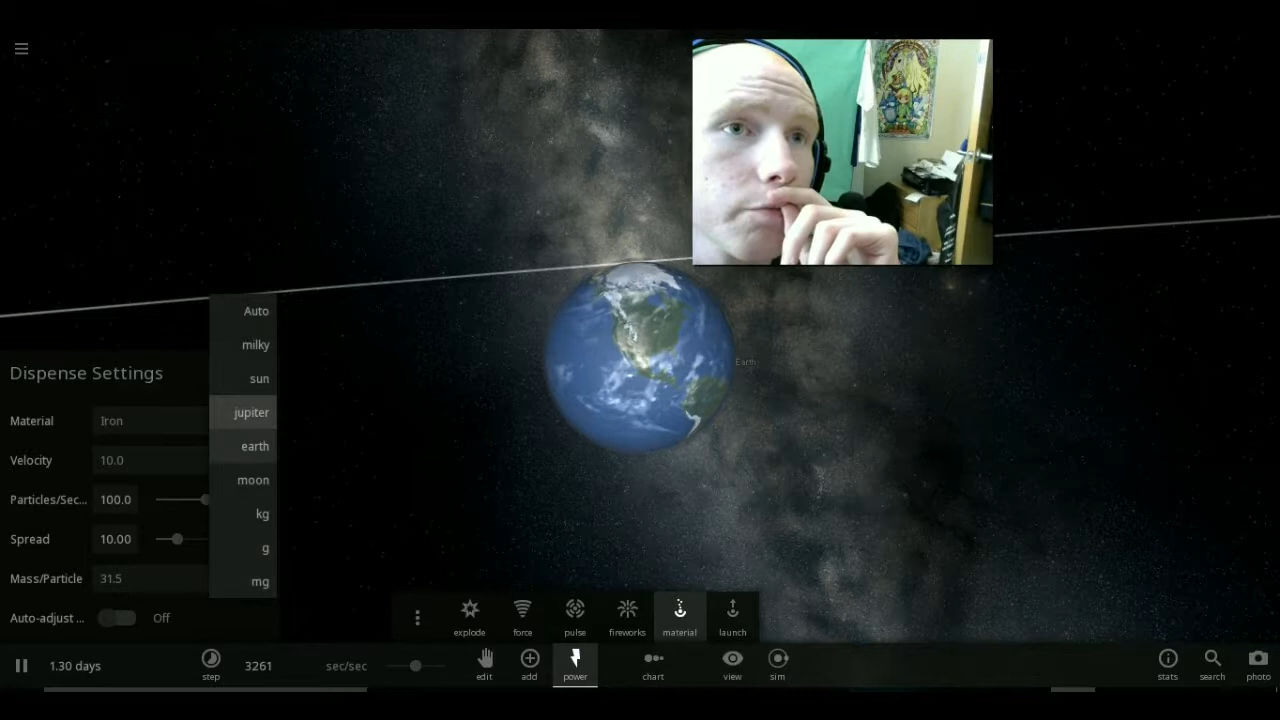 Auto
milky
sun
jupiter
earth
moon
kg
g
mg
Earth
Dispense Settings
Material Iron
Velocity 10.0
Particles/Sec... 100.0
Spread 10.00
Mass/Particle 31.5
Auto-adjust ... Off
explode force pulse fireworks material launch
1.30 days step 3261 sec/sec edit add power chart view sim stats search photo